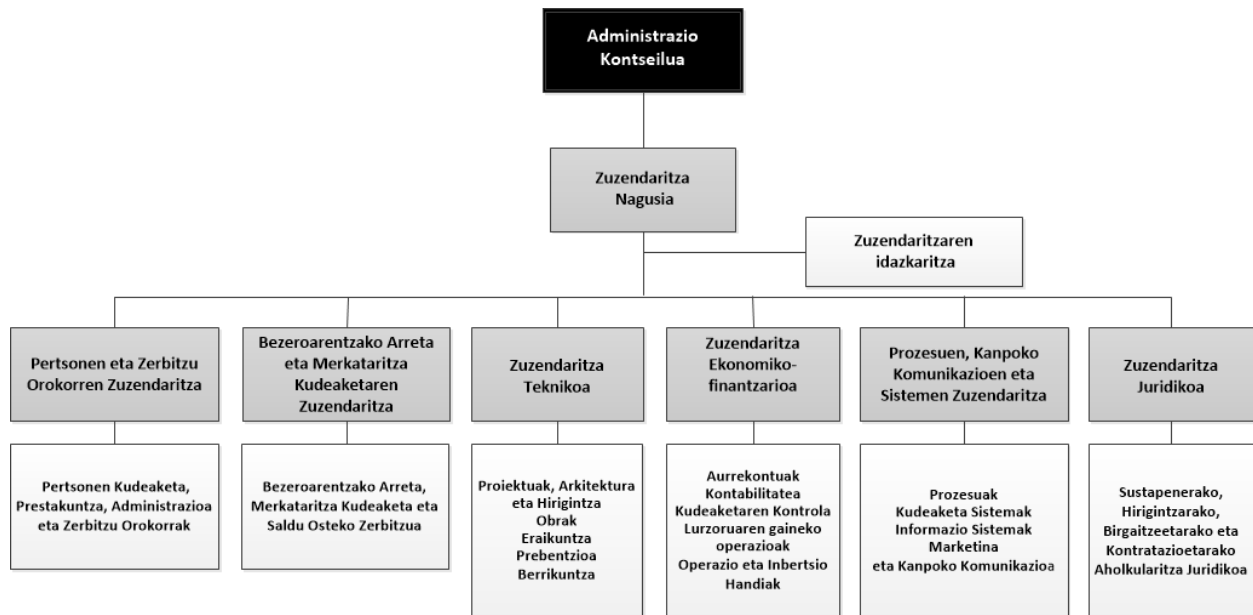 Administrazio
Kontseilua
Zuzendaritza
Nagusia
Zuzendaritzaren
idazkaritza
Pertsonen eta Zerbitzu
Orokorren Zuzendaritza
Bezeroarentzako Arreta
eta Merkataritza
Kudeaketaren
Zuzendaritza
Zuzendaritza
Teknikoa
Zuzendaritza
Ekonomiko-
finantzarioa
Prozesuen, Kanpoko
Komunikazioen eta
Sistemen Zuzendaritza
Zuzendaritza
Juridikoa
Pertsonen Kudeaketa,
Prestakuntza, Administrazioa
eta Zerbitzu Orokorrak
Bezeroarentzako Arreta,
Merkataritza Kudeaketa eta
Saldu Osteko Zerbitzua
Proiektuak, Arkitektura
eta Hirigintza
Obrak
Eraikuntza
Prebentzioa
Berrikuntza
Aurrekontuak
Kontabilitatea
Kudeaketaren Kontrola
Lurzoruaren gaineko
operazioak
Operazio eta Inbertsio
Handiak
Prozesuak
Kudeaketa Sistemak
Informazio Sistemak
Marketina
eta Kanpoko Komunikazioa
Sustapenerako,
Hirigintzarako,
Birgaitzeetarako eta
Kontratazioetarako
Aholkularitza Juridikoa